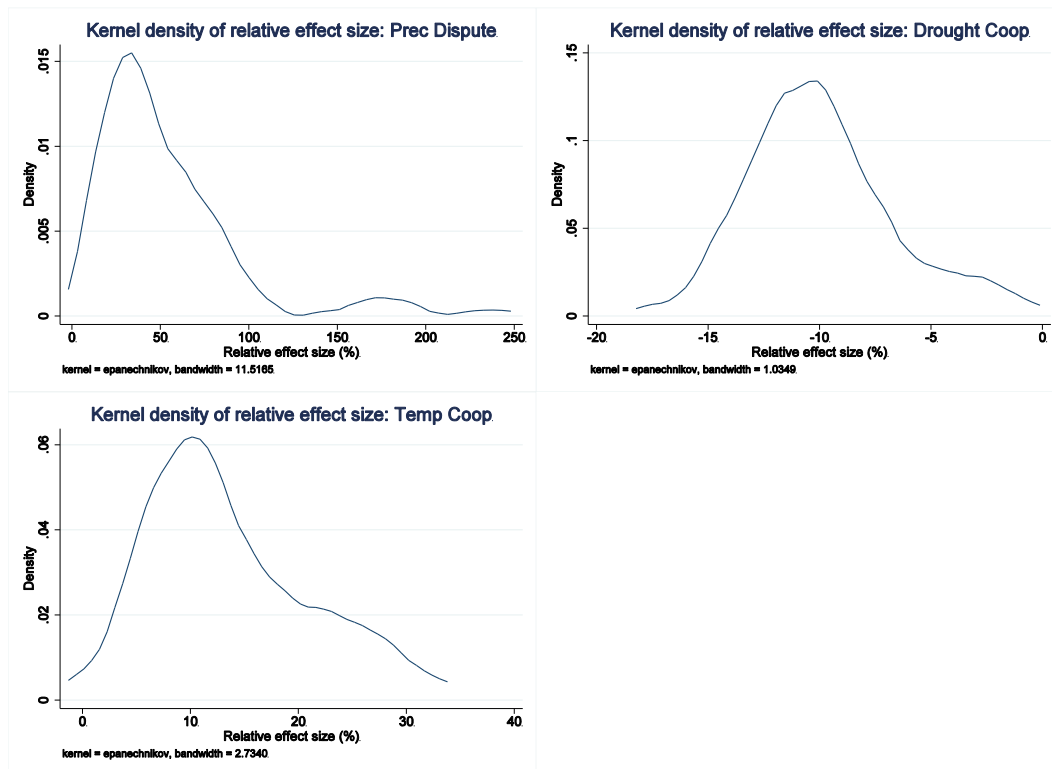 Kernel density of relative effect size: Prec Dispute
.015
.01
.005
0
Density
0 50 100 150 200 250
Relative effect size (%)
kernel = epanechnikov, bandwidth = 11.5165
Kernel density of relative effect size: Drought Coop
.15
.1
.05
0
Density
-20 -15 -10 -5 0
Relative effect size (%)
kernel = epanechnikov, bandwidth = 1.0349
Kernel density of relative effect size: Temp Coop
.06
.04
.02
0
Density
0 10 20 30 40
Relative effect size (%)
kernel = epanechnikov, bandwidth = 2.7340